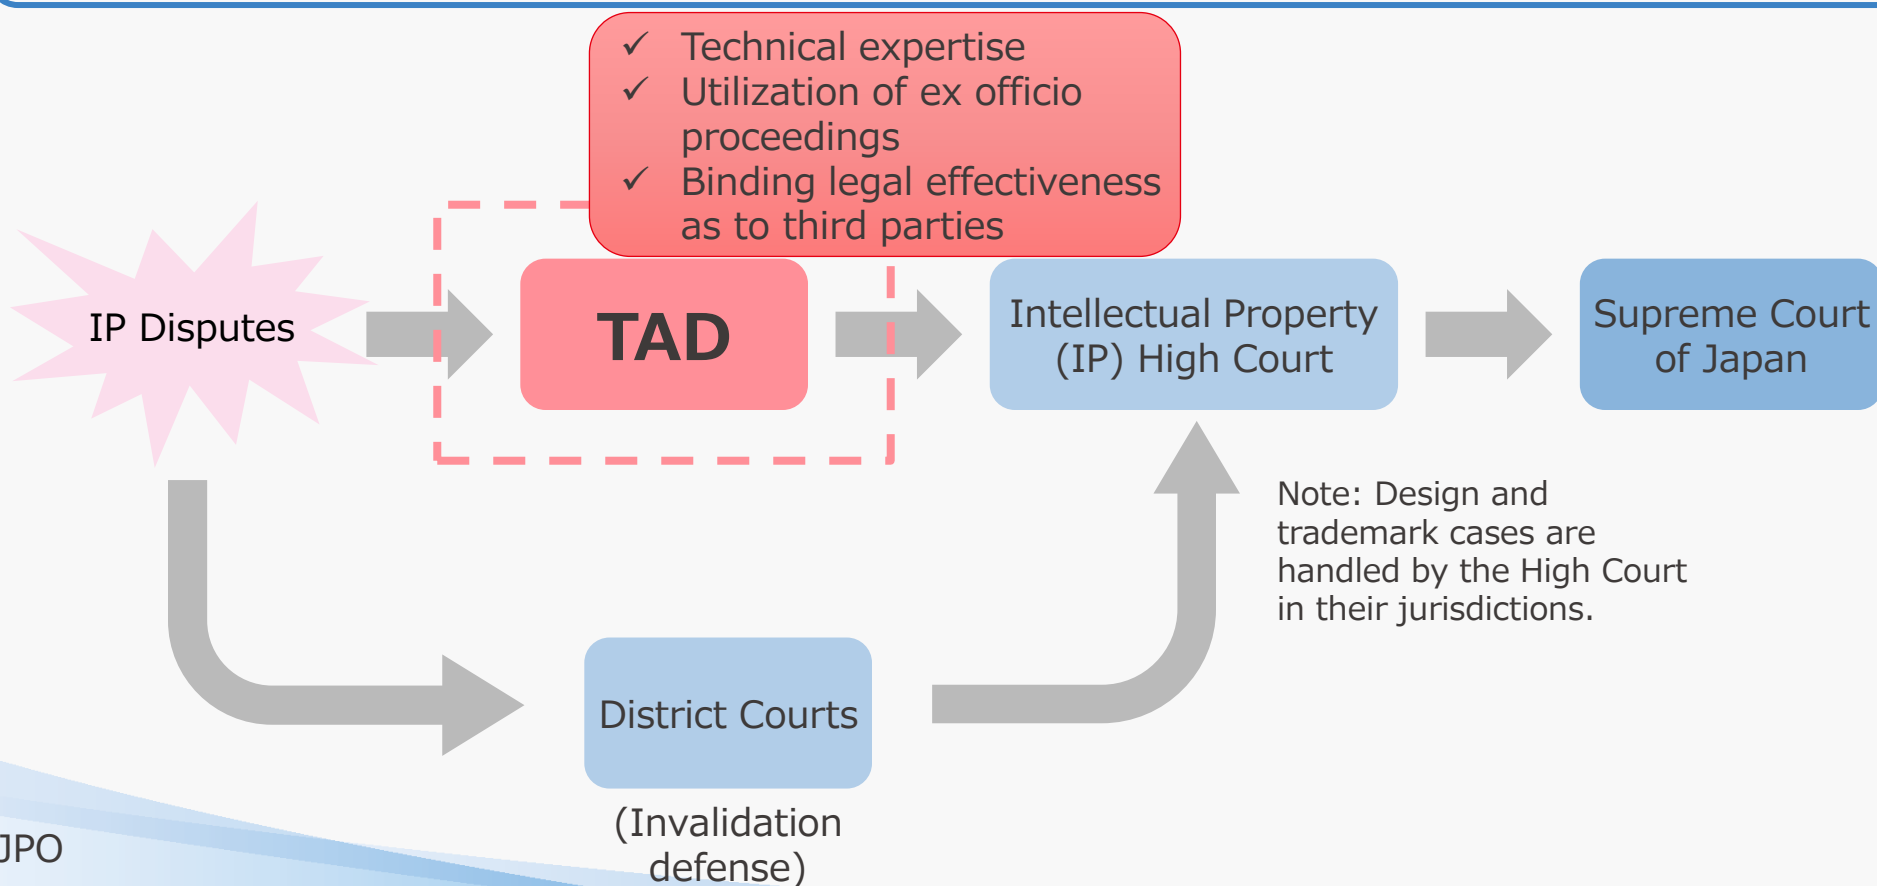 ✓ Technical expertise
✓ Utilization of ex officio
proceedings
✓ Binding legal effectiveness
as to third parties
IP Disputes
TAD
Intellectual Property
(IP) High Court
Supreme Court
of Japan
Note: Design and
trademark cases are
handled by the High Court
in their jurisdictions.
District Courts
(Invalidation
defense)
JPO